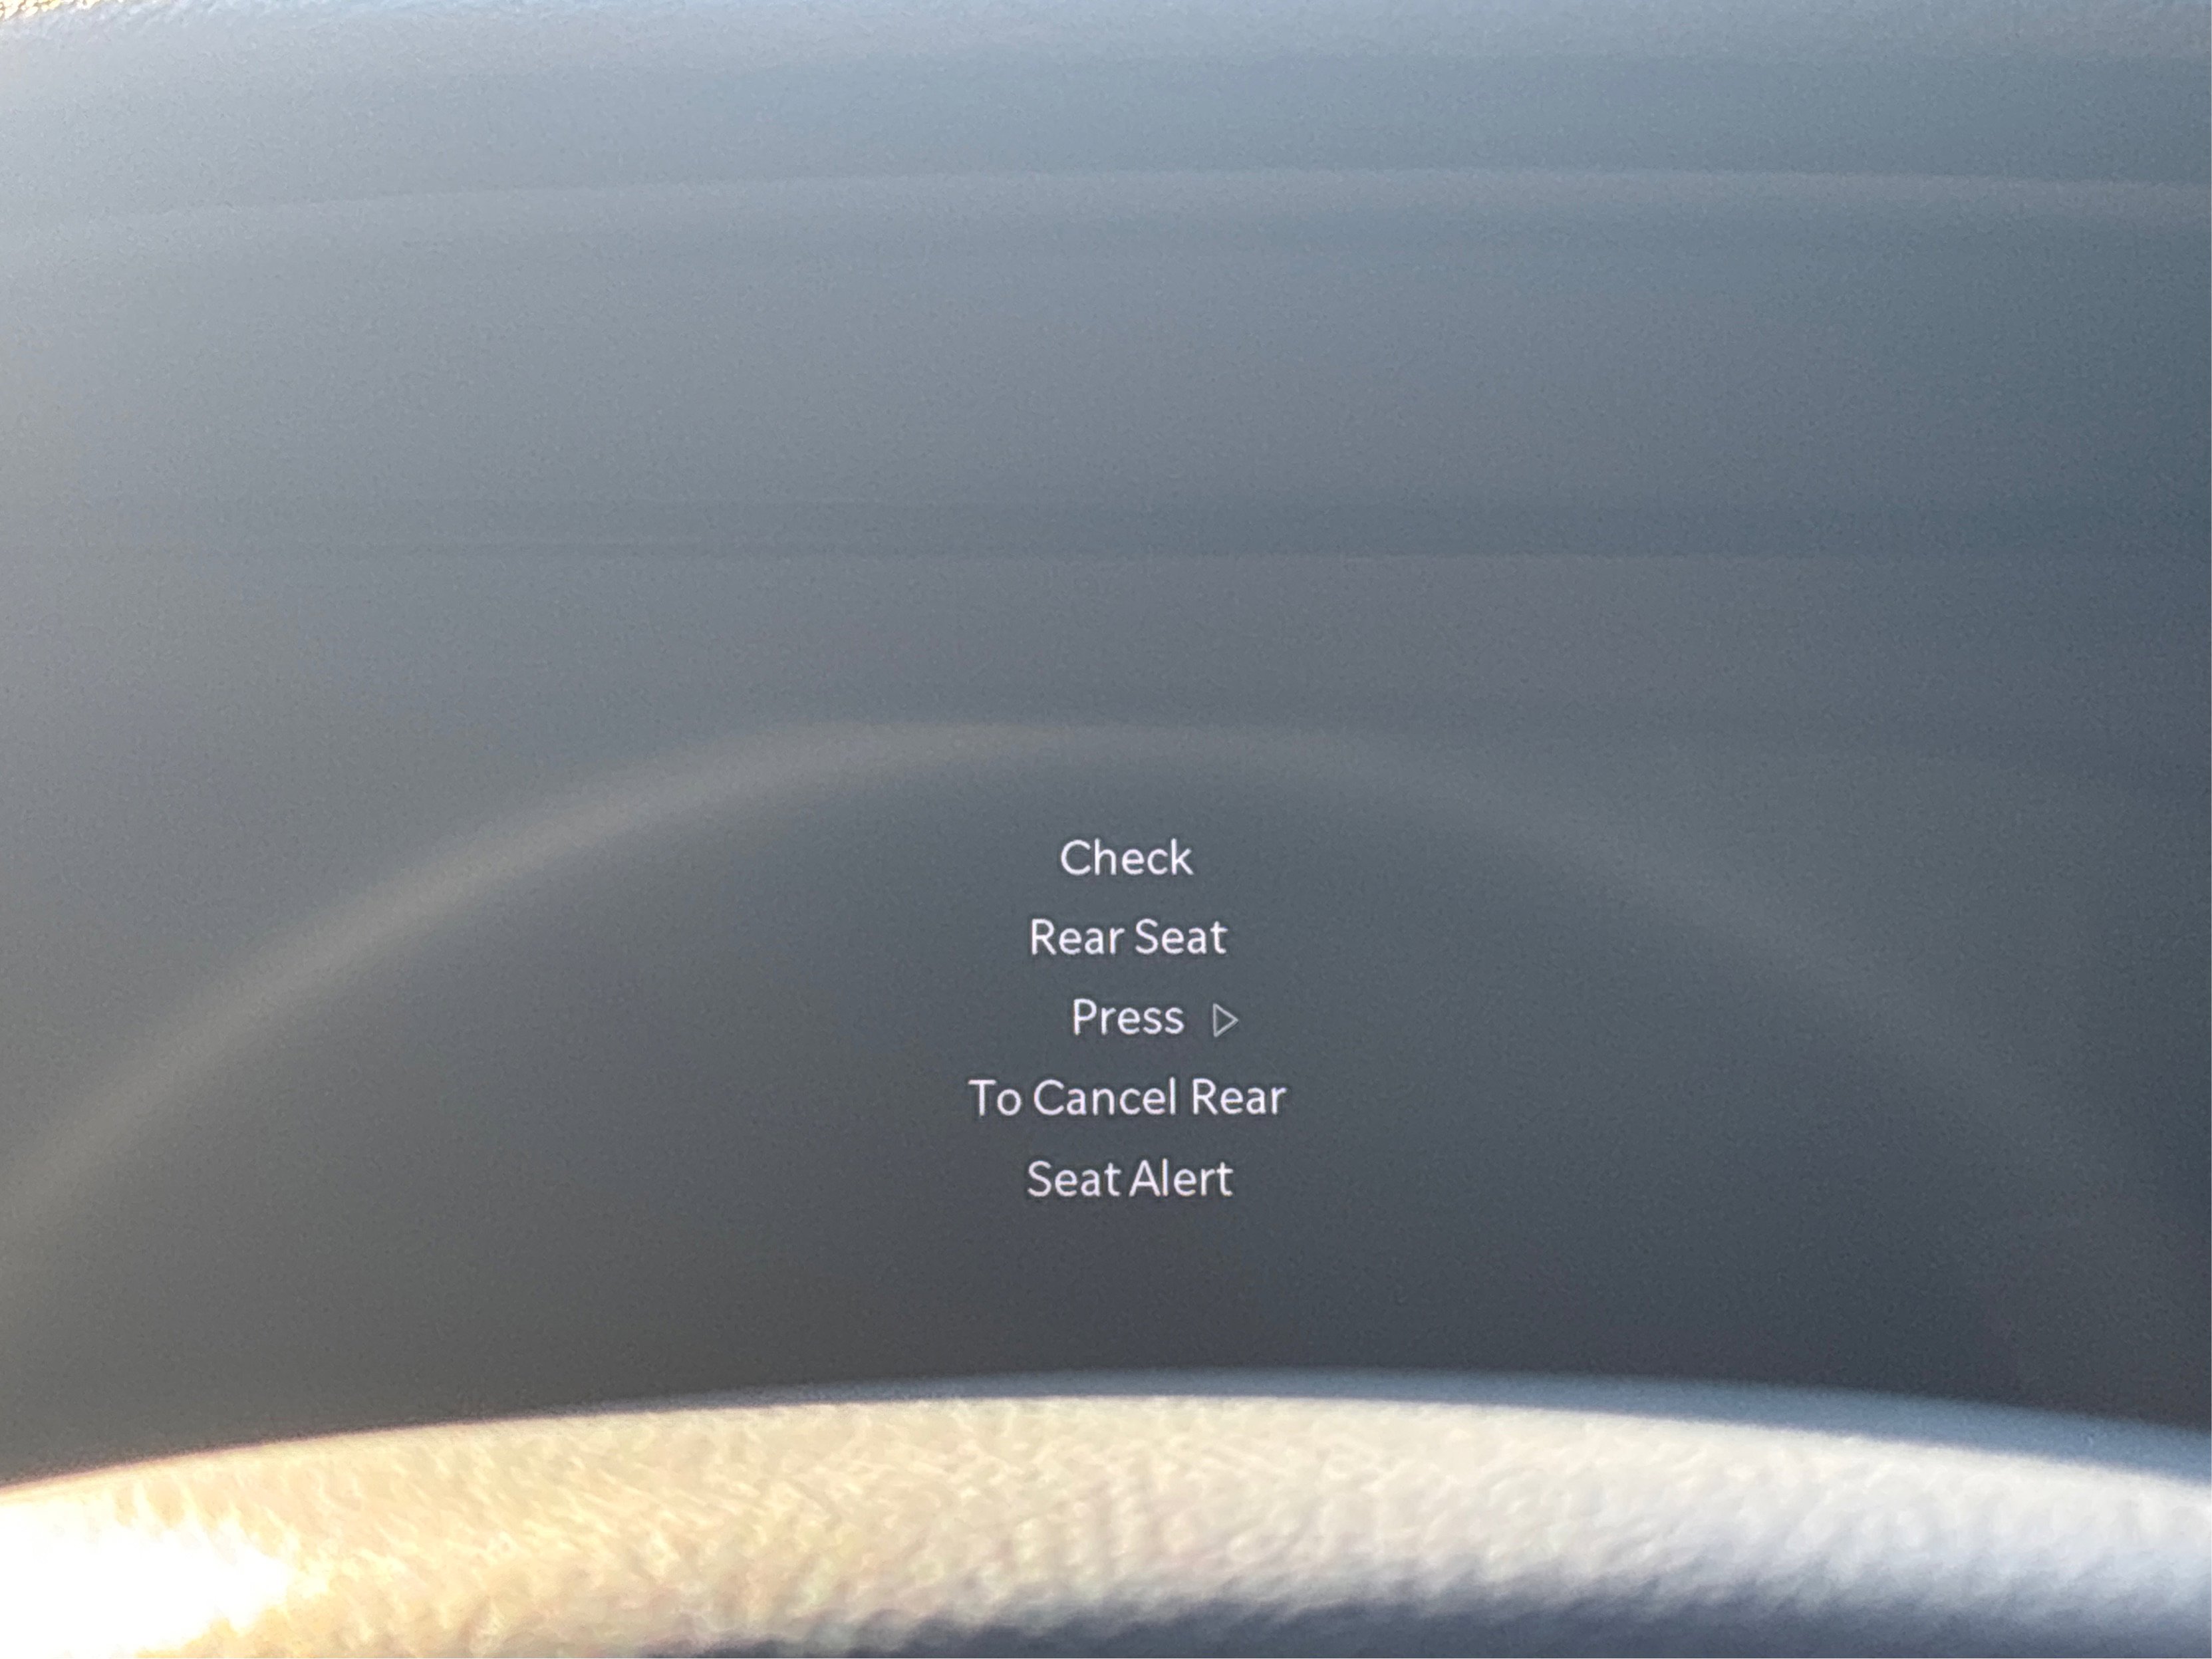 Check
Rear Seat
Press ▷
To Cancel Rear
Seat Alert